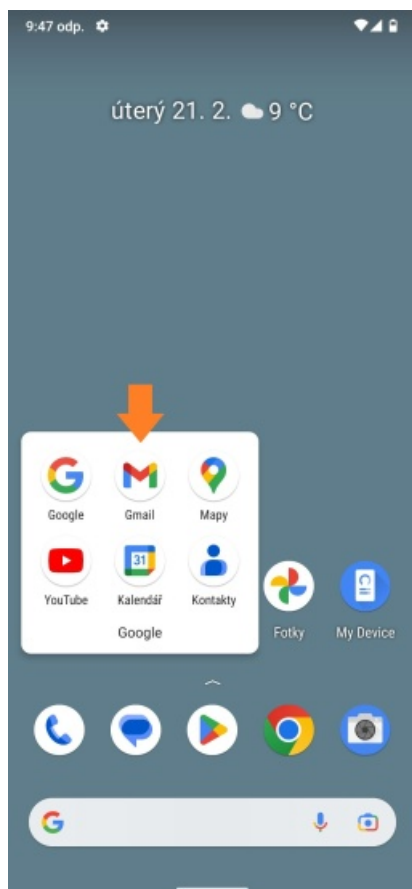 9:47 odp.
úterý 21. 2. 9 °C
Google Gmail Mapy
31
YouTube Kalendář Kontakty
Google
Fotky My Device